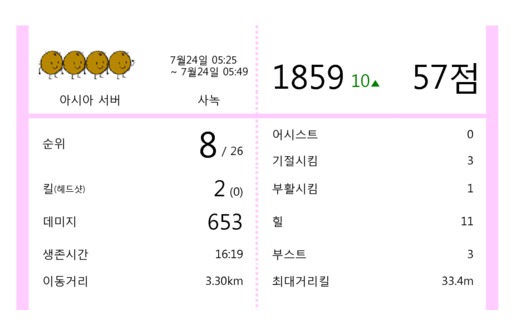 7월24일 05:25
~ 7월24일 05:49
아시아 서버
사녹
1859 10▲ 57점
순위 8 / 26
킬(헤드샷) 2 (0)
데미지 653
생존시간 16:19
이동거리 3.30km
어시스트 0
기절시킴 3
부활시킴 1
힐 11
부스트 3
최대거리킬 33.4m